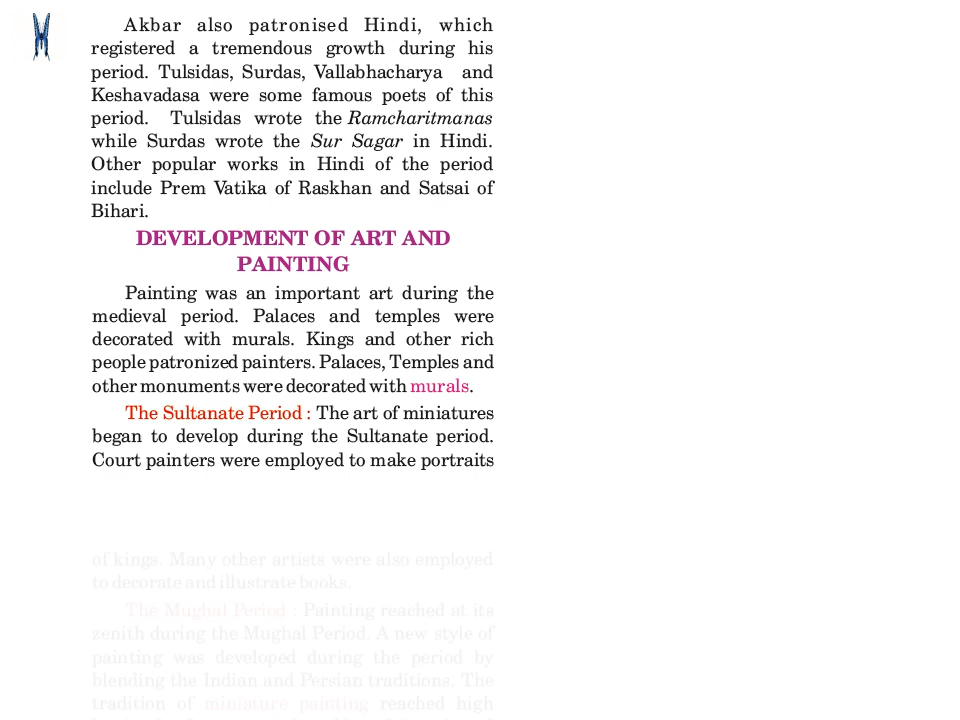 Akbar also patronised Hindi, which
registered a tremendous growth during his
period. Tulsidas, Surdas, Vallabhacharya and
Keshavadasa were some famous poets of this
period. Tulsidas wrote the Ramcharitmanas
while Surdas wrote the Sur Sagar in Hindi.
Other popular works in Hindi of the period
include Prem Vatika of Raskhan and Satsai of
Bihari.
DEVELOPMENT OF ART AND
PAINTING
Painting was an important art during the
medieval period. Palaces and temples were
decorated with murals. Kings and other rich
people patronized painters. Palaces, Temples and
other monuments were decorated with murals.
The Sultanate Period : The art of miniatures
began to develop during the Sultanate period.
Court painters were employed to make portraits
of kings. Many other artists were also employed
to decorate and illustrate books.
The Mughal Period : Painting reached at its
zenith during the Mughal Period. A new style of
painting was developed during the period by
blending the Indian and Persian traditions. The
tradition of miniature painting reached high